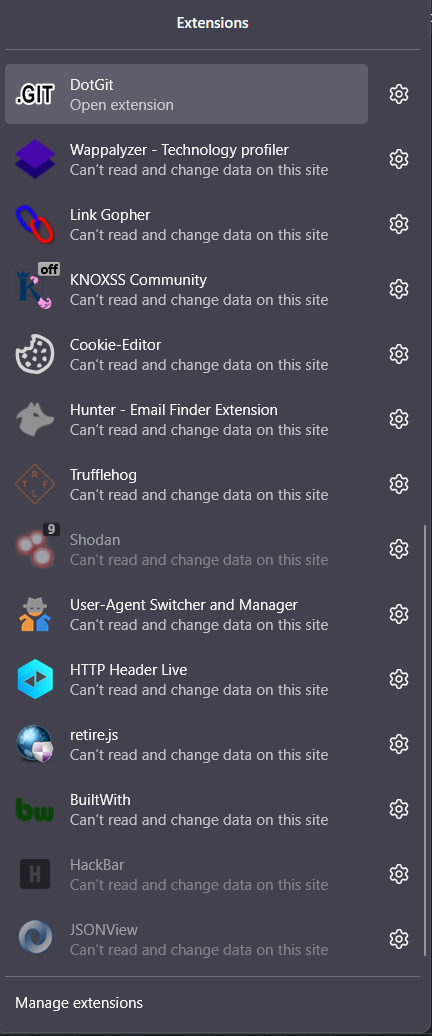 Extensions
.GIT
DotGit
Open extension
Wappalyzer - Technology profiler
Can't read and change data on this site
Link Gopher
Can't read and change data on this site
off
K
KNOXSS Community
Can't read and change data on this site
Cookie-Editor
Can't read and change data on this site
Hunter - Email Finder Extension
Can't read and change data on this site
R
T F
L
Trufflehog
Can't read and change data on this site
9
Shodan
Can't read and change data on this site
User-Agent Switcher and Manager
Can't read and change data on this site
HTTP Header Live
Can't read and change data on this site
retire.js
Can't read and change data on this site
bw
BuiltWith
Can't read and change data on this site
H
HackBar
Can't read and change data on this site
JSONView
Can't read and change data on this site
Manage extensions